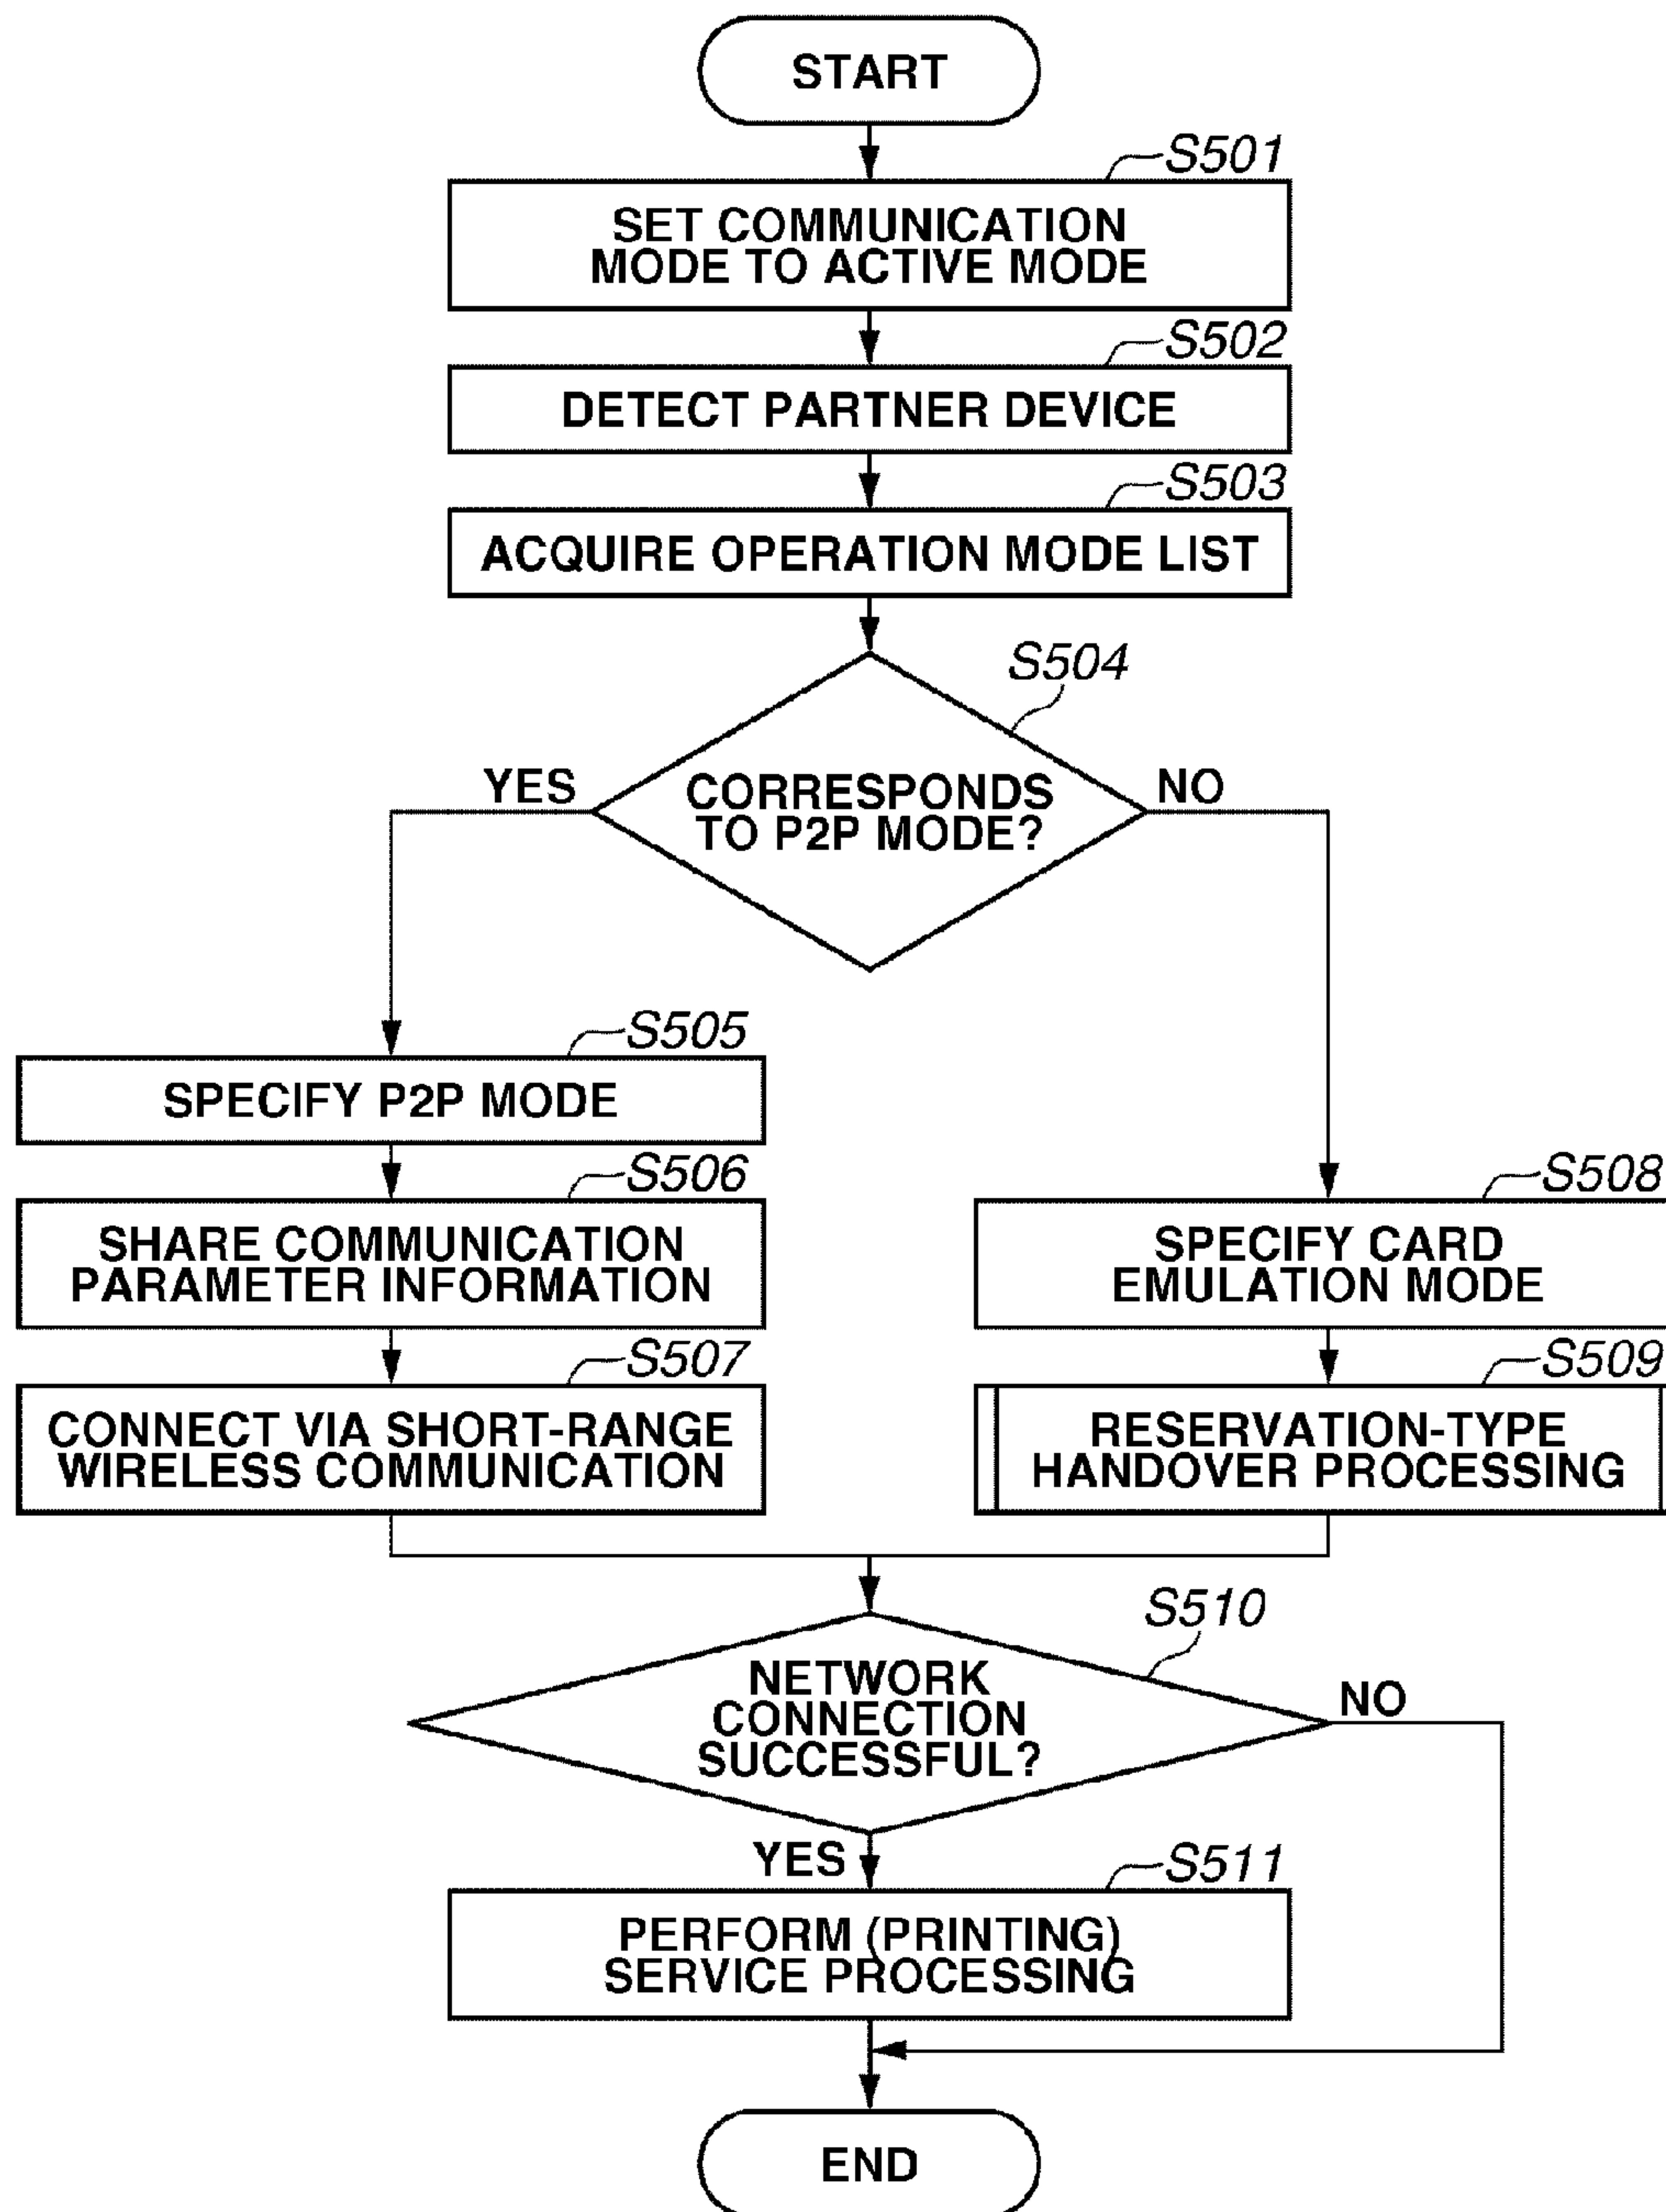 START
S501
SET COMMUNICATION
MODE TO ACTIVE MODE
S502
DETECT PARTNER DEVICE
S503
ACQUIRE OPERATION MODE LIST
S504
CORRESPONDS
TO P2P MODE?
YES
NO
S505
SPECIFY P2P MODE
S506
SHARE COMMUNICATION
PARAMETER INFORMATION
S507
CONNECT VIA SHORT-RANGE
WIRELESS COMMUNICATION
S508
SPECIFY CARD
EMULATION MODE
S509
RESERVATION-TYPE
HANDOVER PROCESSING
S510
NETWORK
CONNECTION
SUCCESSFUL?
NO
YES
S511
PERFORM (PRINTING)
SERVICE PROCESSING
END